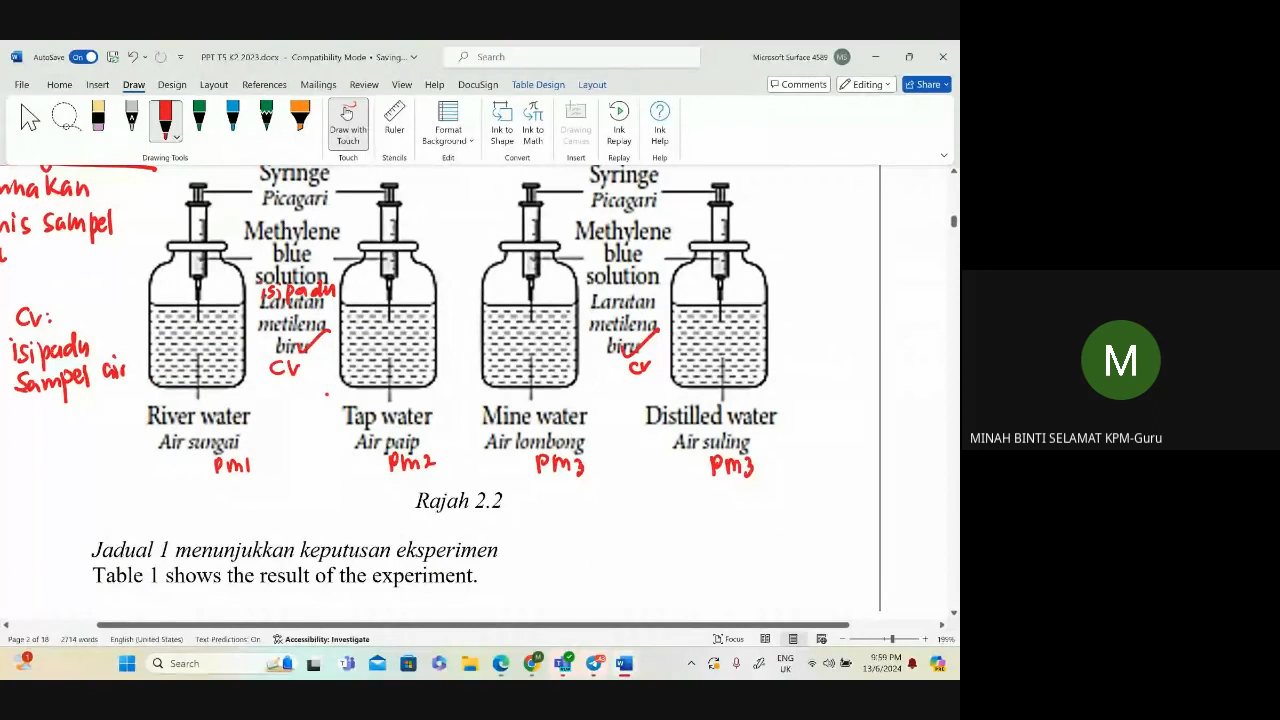 AutoSave On PPT T5 K2 2023.docx - Compatibility Mode • Saving... Search Microsoft Surface 4589 MS
File Home Insert Draw Design Layout References Mailings Review View Help DocuSign Table Design Layout Comments Editing Share
Draw with Touch
Ruler
Format Background
Ink to Shape
Ink to Math
Drawing Canvas
Ink Replay
Ink Help
Drawing Tools Touch Stencils Edit Convert Insert Replay Help
nis sampel
CV:
isipadu
sampel air
Syringe
Picagari
Methylene
blue
solution
isipadu
Larutan
metilena
biru
CV
Syringe
Picagari
Methylene
blue
solution
Larutan
metilena
biru
CV
River water Tap water Mine water Distilled water
Air sungai Air paip Air lombong Air suling
PM1 PM2 PM3 PM3
Rajah 2.2
Jadual 1 menunjukkan keputusan eksperimen
Table 1 shows the result of the experiment.
Page 2 of 18 2714 words English (United States) Text Predictions: On Accessibility: Investigate Focus 199%
Search ENG UK 9:59 PM 13/6/2024
M
MINAH BINTI SELAMAT KPM-Guru